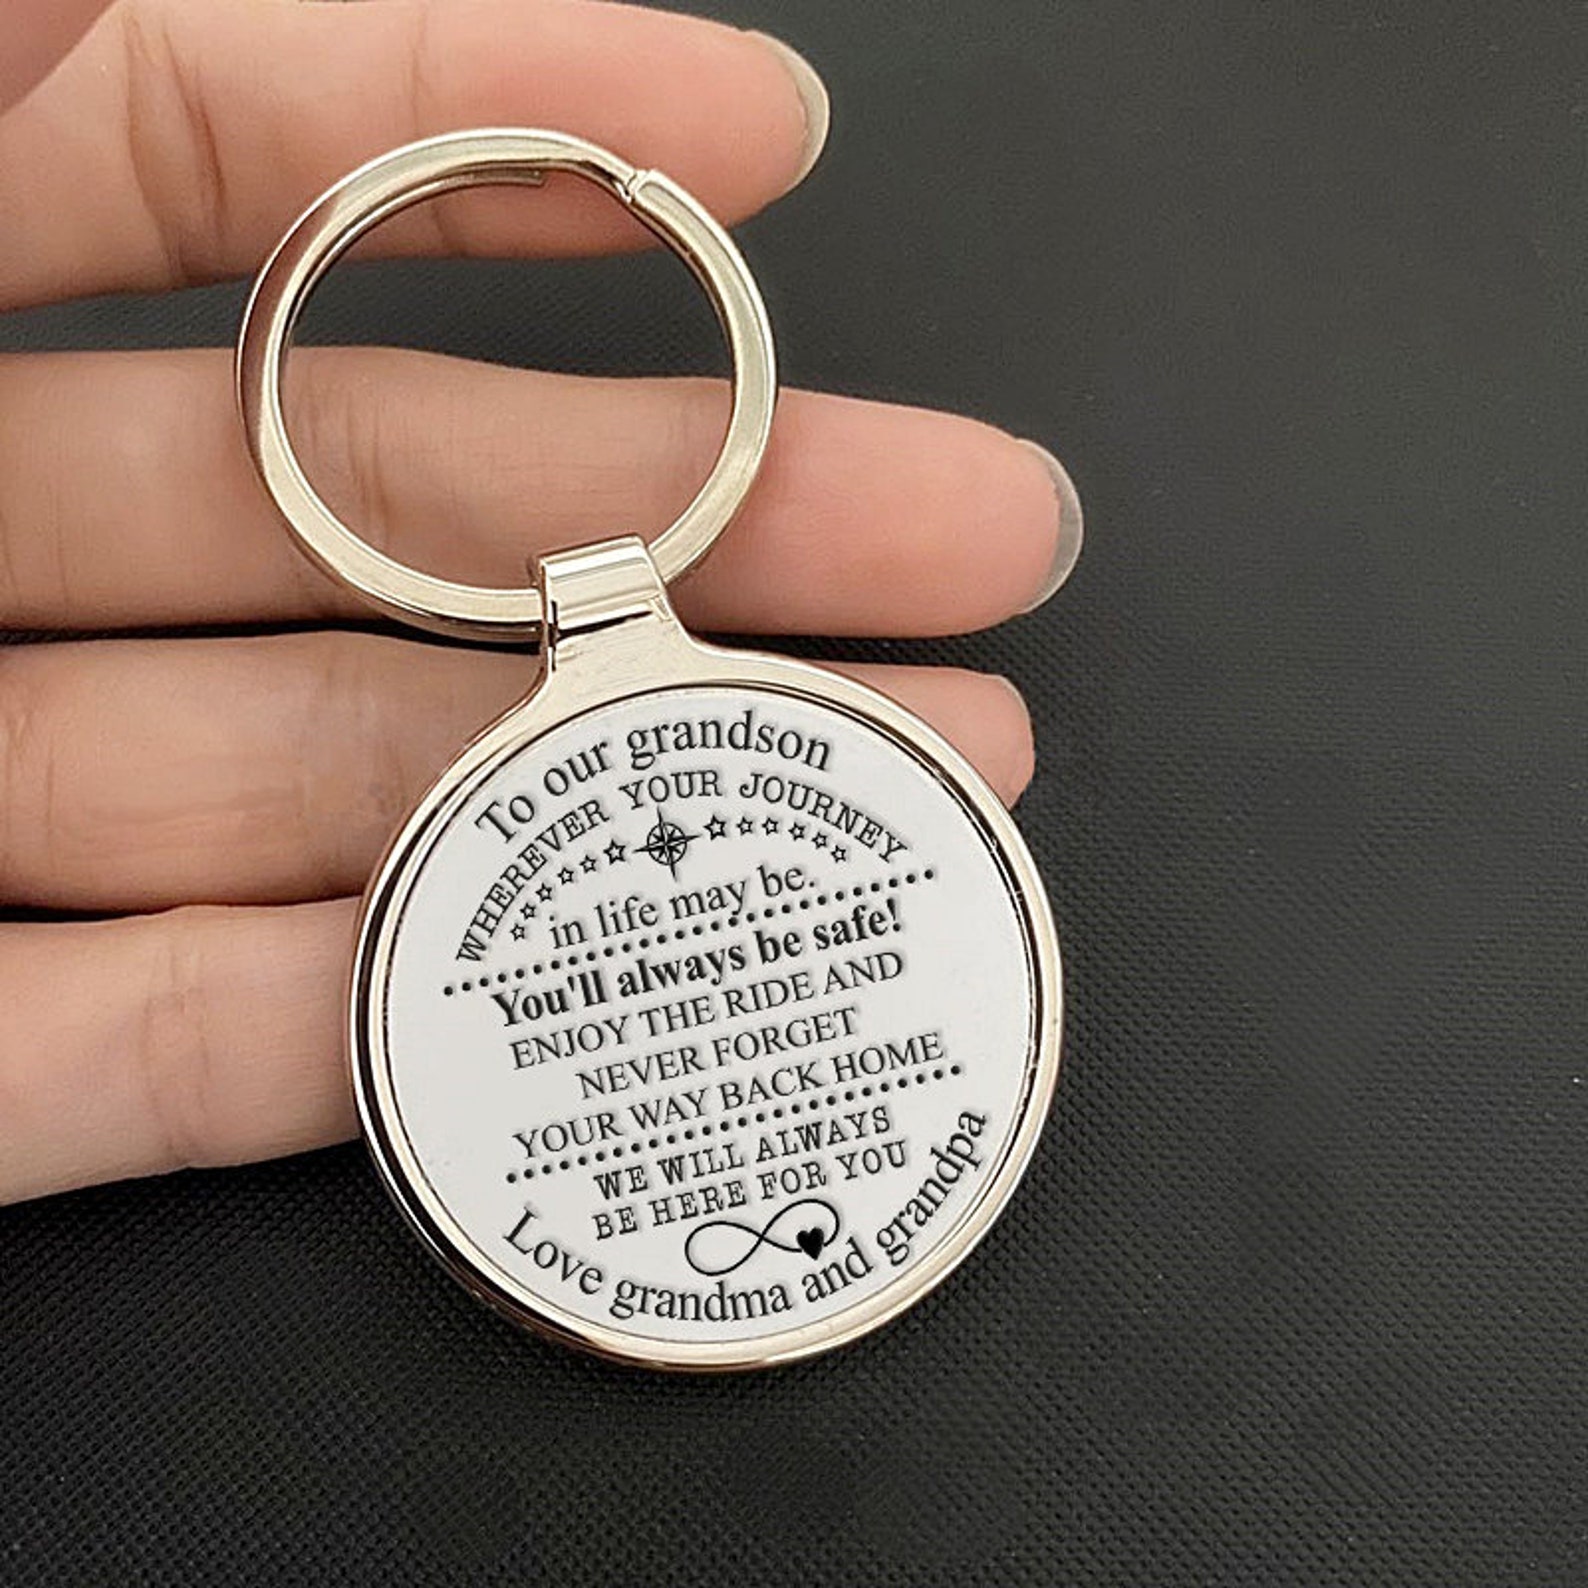 To our grandson
WHEREVER YOUR JOURNEY
in life may be.
You'll always be safe!
ENJOY THE RIDE AND
NEVER FORGET
YOUR WAY BACK HOME
WE WILL ALWAYS
BE HERE FOR YOU
Love grandma and grandpa